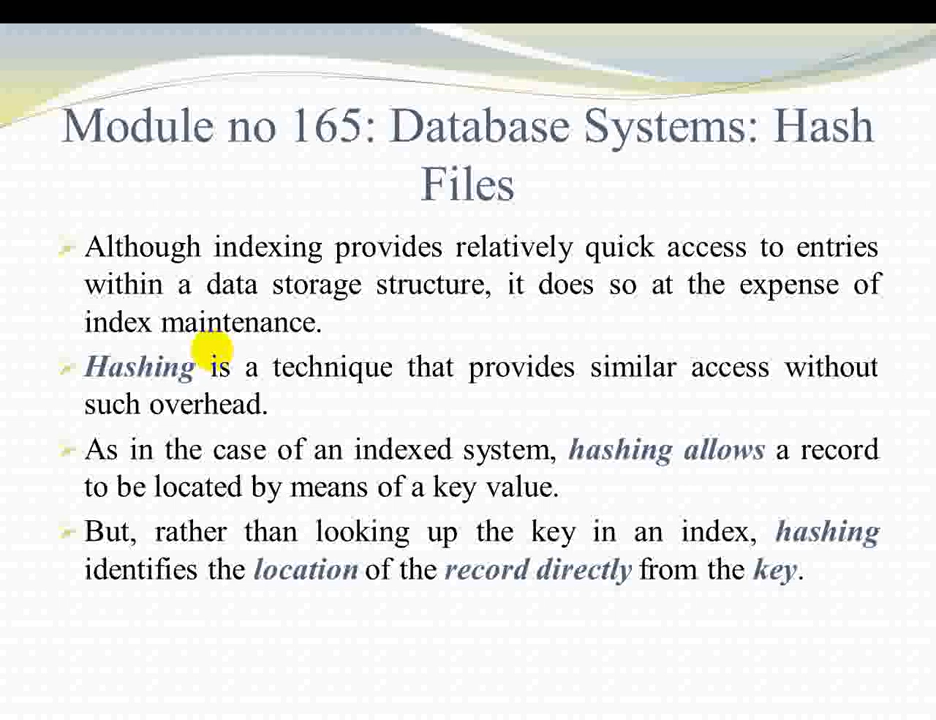 Module no 165: Database Systems: Hash
Files
Although indexing provides relatively quick access to entries
within a data storage structure, it does so at the expense of
index maintenance.
Hashing is a technique that provides similar access without
such overhead.
As in the case of an indexed system, hashing allows a record
to be located by means of a key value.
But, rather than looking up the key in an index, hashing
identifies the location of the record directly from the key.